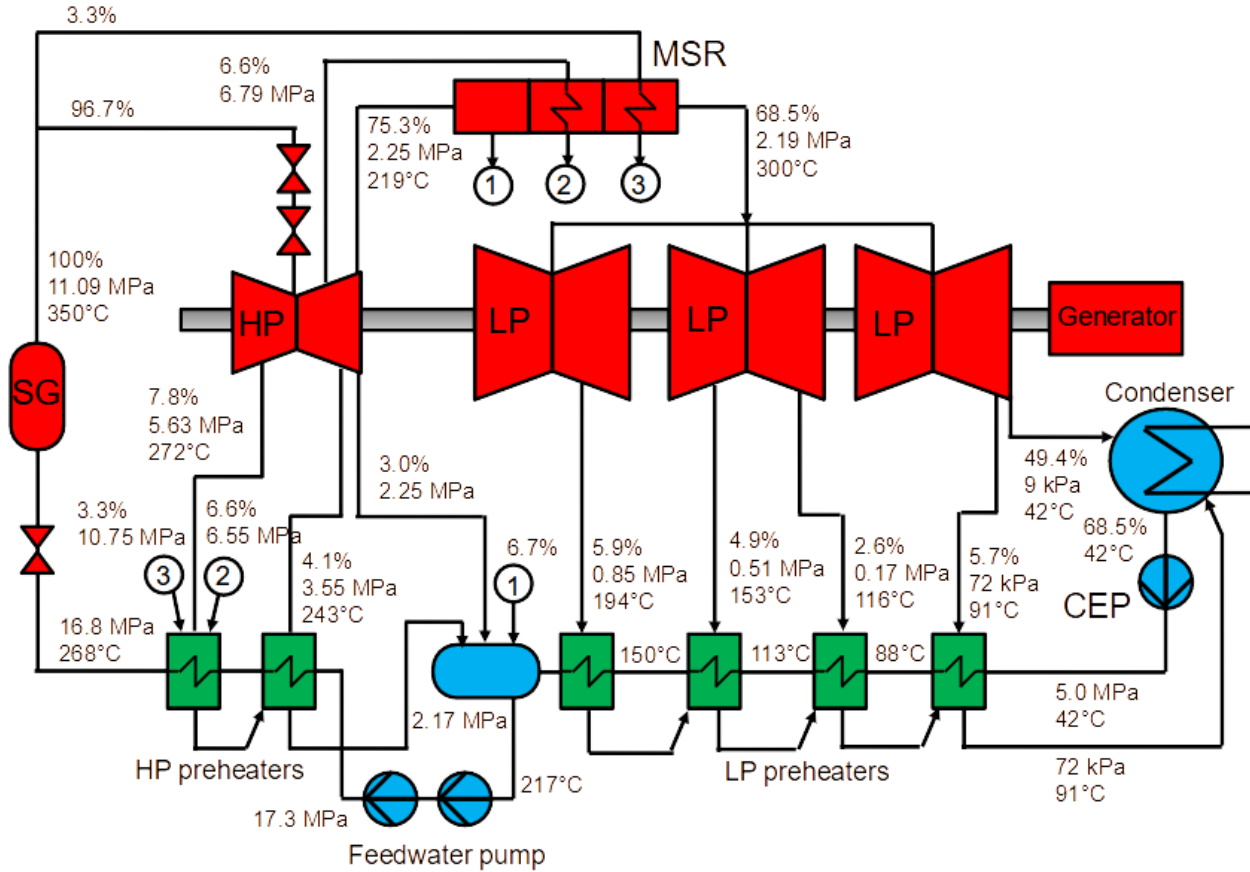 3.3%
MSR
6.6%
6.79 MPa
96.7%
75.3%
2.25 MPa
219°C
68.5%
2.19 MPa
300°C
1
2
3
100%
11.09 MPa
350°C
HP
LP
LP
LP
Generator
SG
7.8%
5.63 MPa
272°C
Condenser
3.0%
2.25 MPa
49.4%
9 kPa
42°C
3.3%
10.75 MPa
6.6%
6.55 MPa
68.5%
42°C
4.1%
3.55 MPa
243°C
6.7%
5.9%
0.85 MPa
194°C
4.9%
0.51 MPa
153°C
2.6%
0.17 MPa
116°C
5.7%
72 kPa
91°C
3
2
1
CEP
16.8 MPa
268°C
150°C
113°C
88°C
5.0 MPa
42°C
2.17 MPa
HP preheaters
LP preheaters
72 kPa
91°C
217°C
17.3 MPa
Feedwater pump